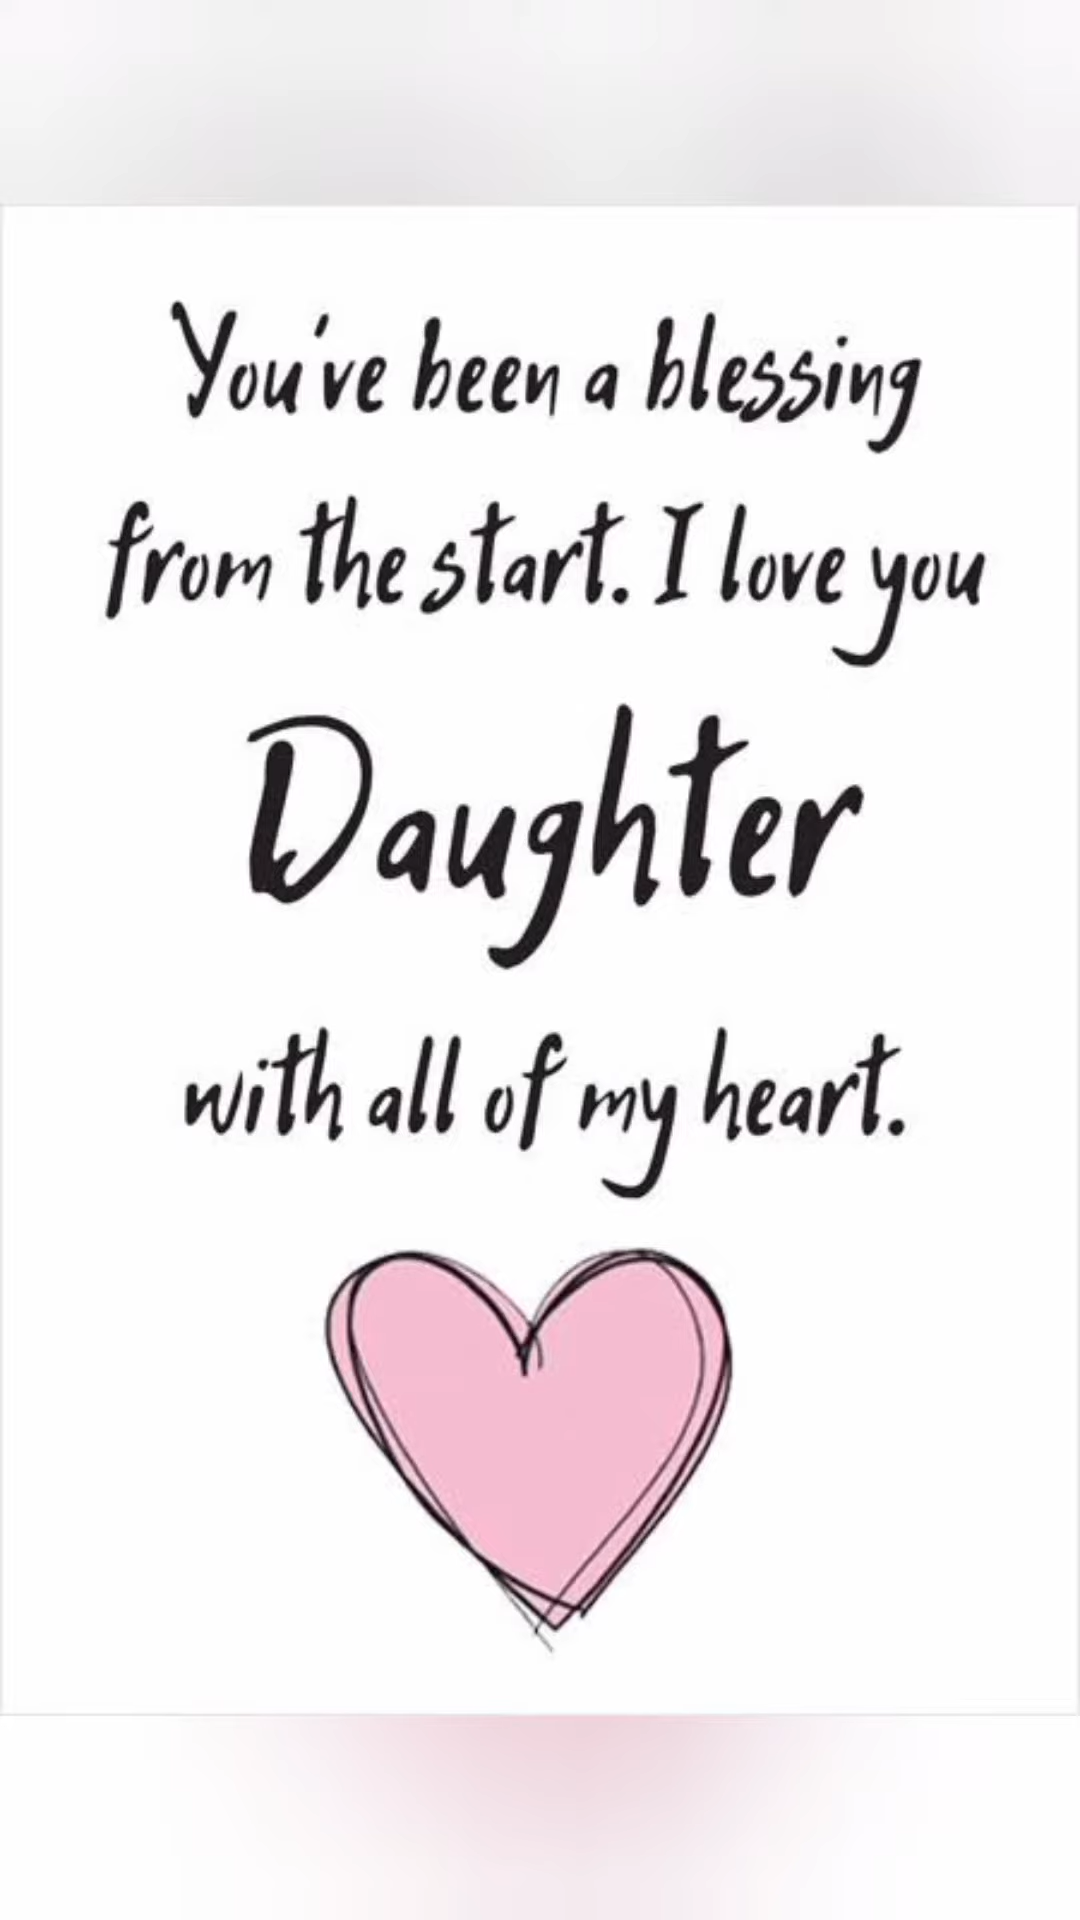 You've been a blessing
from the start. I love you
Daughter
with all of my heart.